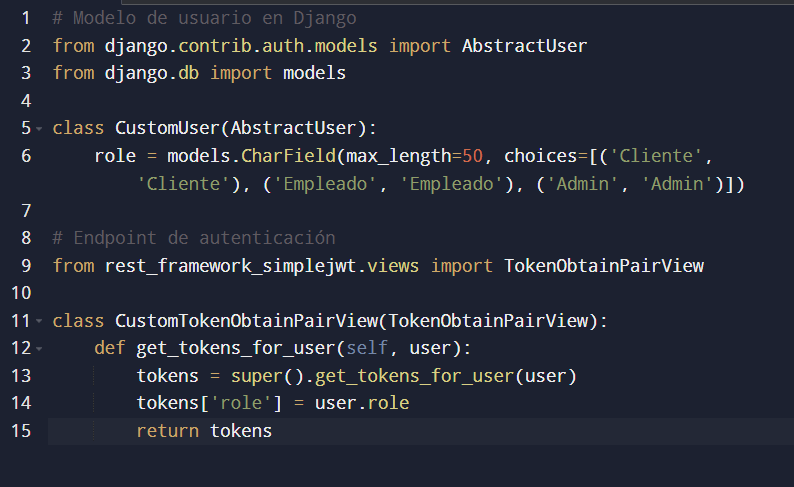 1 # Modelo de usuario en Django
2 from django.contrib.auth.models import AbstractUser
3 from django.db import models
4
5 class CustomUser(AbstractUser):
6     role = models.CharField(max_length=50, choices=[('Cliente',
        'Cliente'), ('Empleado', 'Empleado'), ('Admin', 'Admin')])
7
8 # Endpoint de autenticación
9 from rest_framework_simplejwt.views import TokenObtainPairView
10
11 class CustomTokenObtainPairView(TokenObtainPairView):
12     def get_tokens_for_user(self, user):
13         tokens = super().get_tokens_for_user(user)
14         tokens['role'] = user.role
15         return tokens